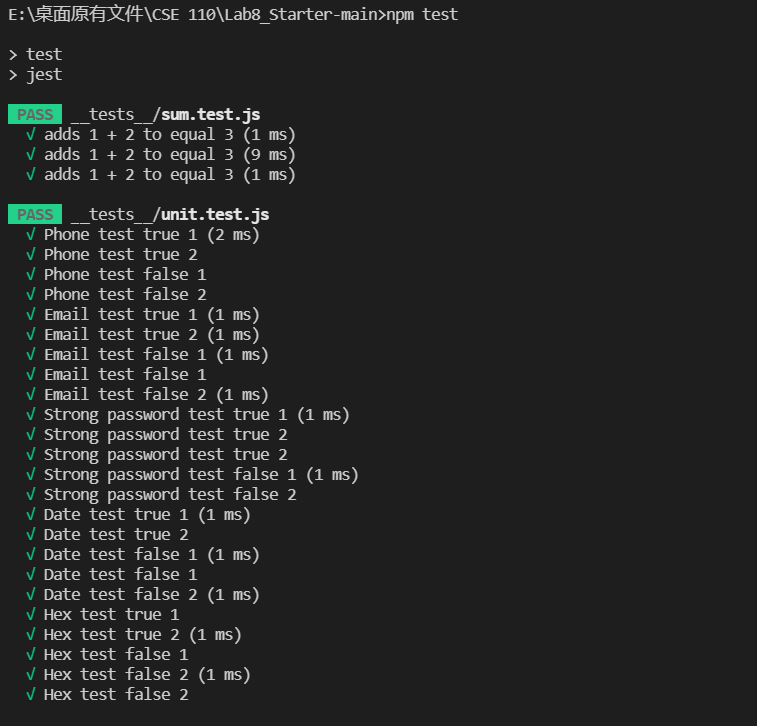 E:\桌面原有文件\CSE 110\Lab8_Starter-main>npm test
> test
> jest
PASS __tests__/sum.test.js
√ adds 1 + 2 to equal 3 (1 ms)
√ adds 1 + 2 to equal 3 (9 ms)
√ adds 1 + 2 to equal 3 (1 ms)
PASS __tests__/unit.test.js
√ Phone test true 1 (2 ms)
√ Phone test true 2
√ Phone test false 1
√ Phone test false 2
√ Email test true 1 (1 ms)
√ Email test true 2 (1 ms)
√ Email test false 1 (1 ms)
√ Email test false 1
√ Email test false 2 (1 ms)
√ Strong password test true 1 (1 ms)
√ Strong password test true 2
√ Strong password test true 2
√ Strong password test false 1 (1 ms)
√ Strong password test false 2
√ Date test true 1 (1 ms)
√ Date test true 2
√ Date test false 1 (1 ms)
√ Date test false 1
√ Date test false 2 (1 ms)
√ Hex test true 1
√ Hex test true 2 (1 ms)
√ Hex test false 1
√ Hex test false 2 (1 ms)
√ Hex test false 2